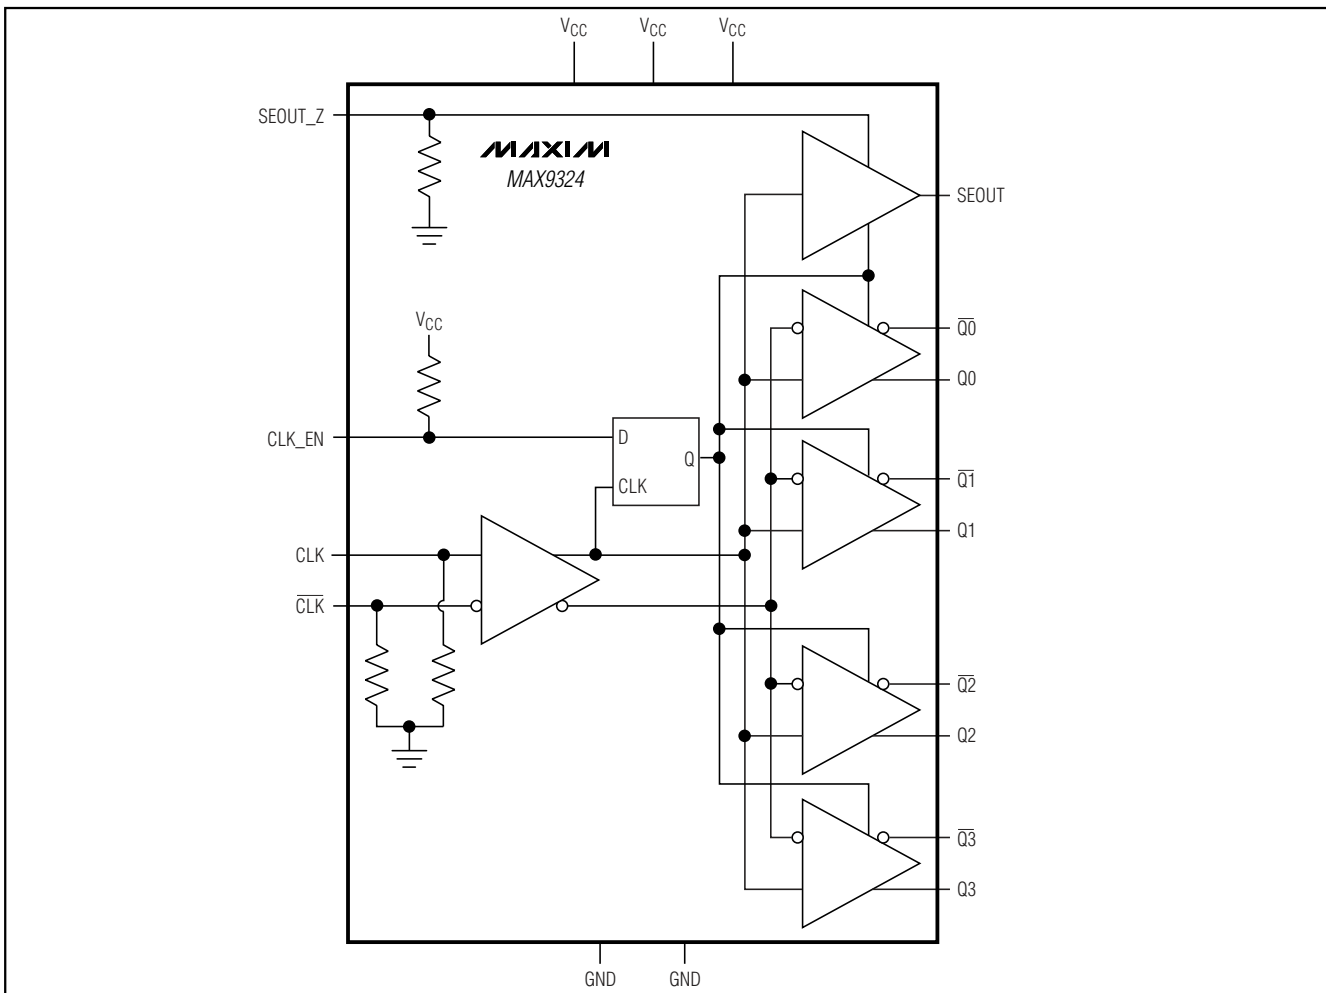 VCC VCC VCC
SEOUT_Z
MAXIM
MAX9324
SEOUT
VCC
Q0
Q0
CLK_EN
D
Q
CLK
Q1
Q1
CLK
CLK
Q2
Q2
Q3
Q3
GND GND